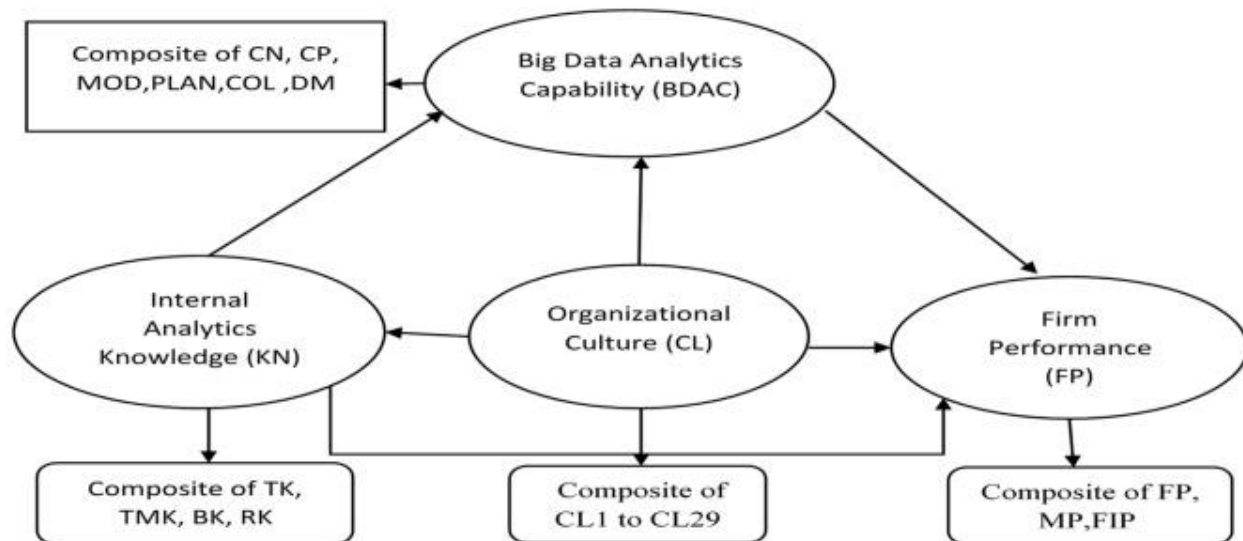 Composite of CN, CP,
MOD,PLAN,COL ,DM
Big Data Analytics
Capability (BDAC)
Internal
Analytics
Knowledge (KN)
Organizational
Culture (CL)
Firm
Performance
(FP)
Composite of TK,
TMK, BK, RK
Composite of
CL1 to CL29
Composite of FP,
MP,FIP